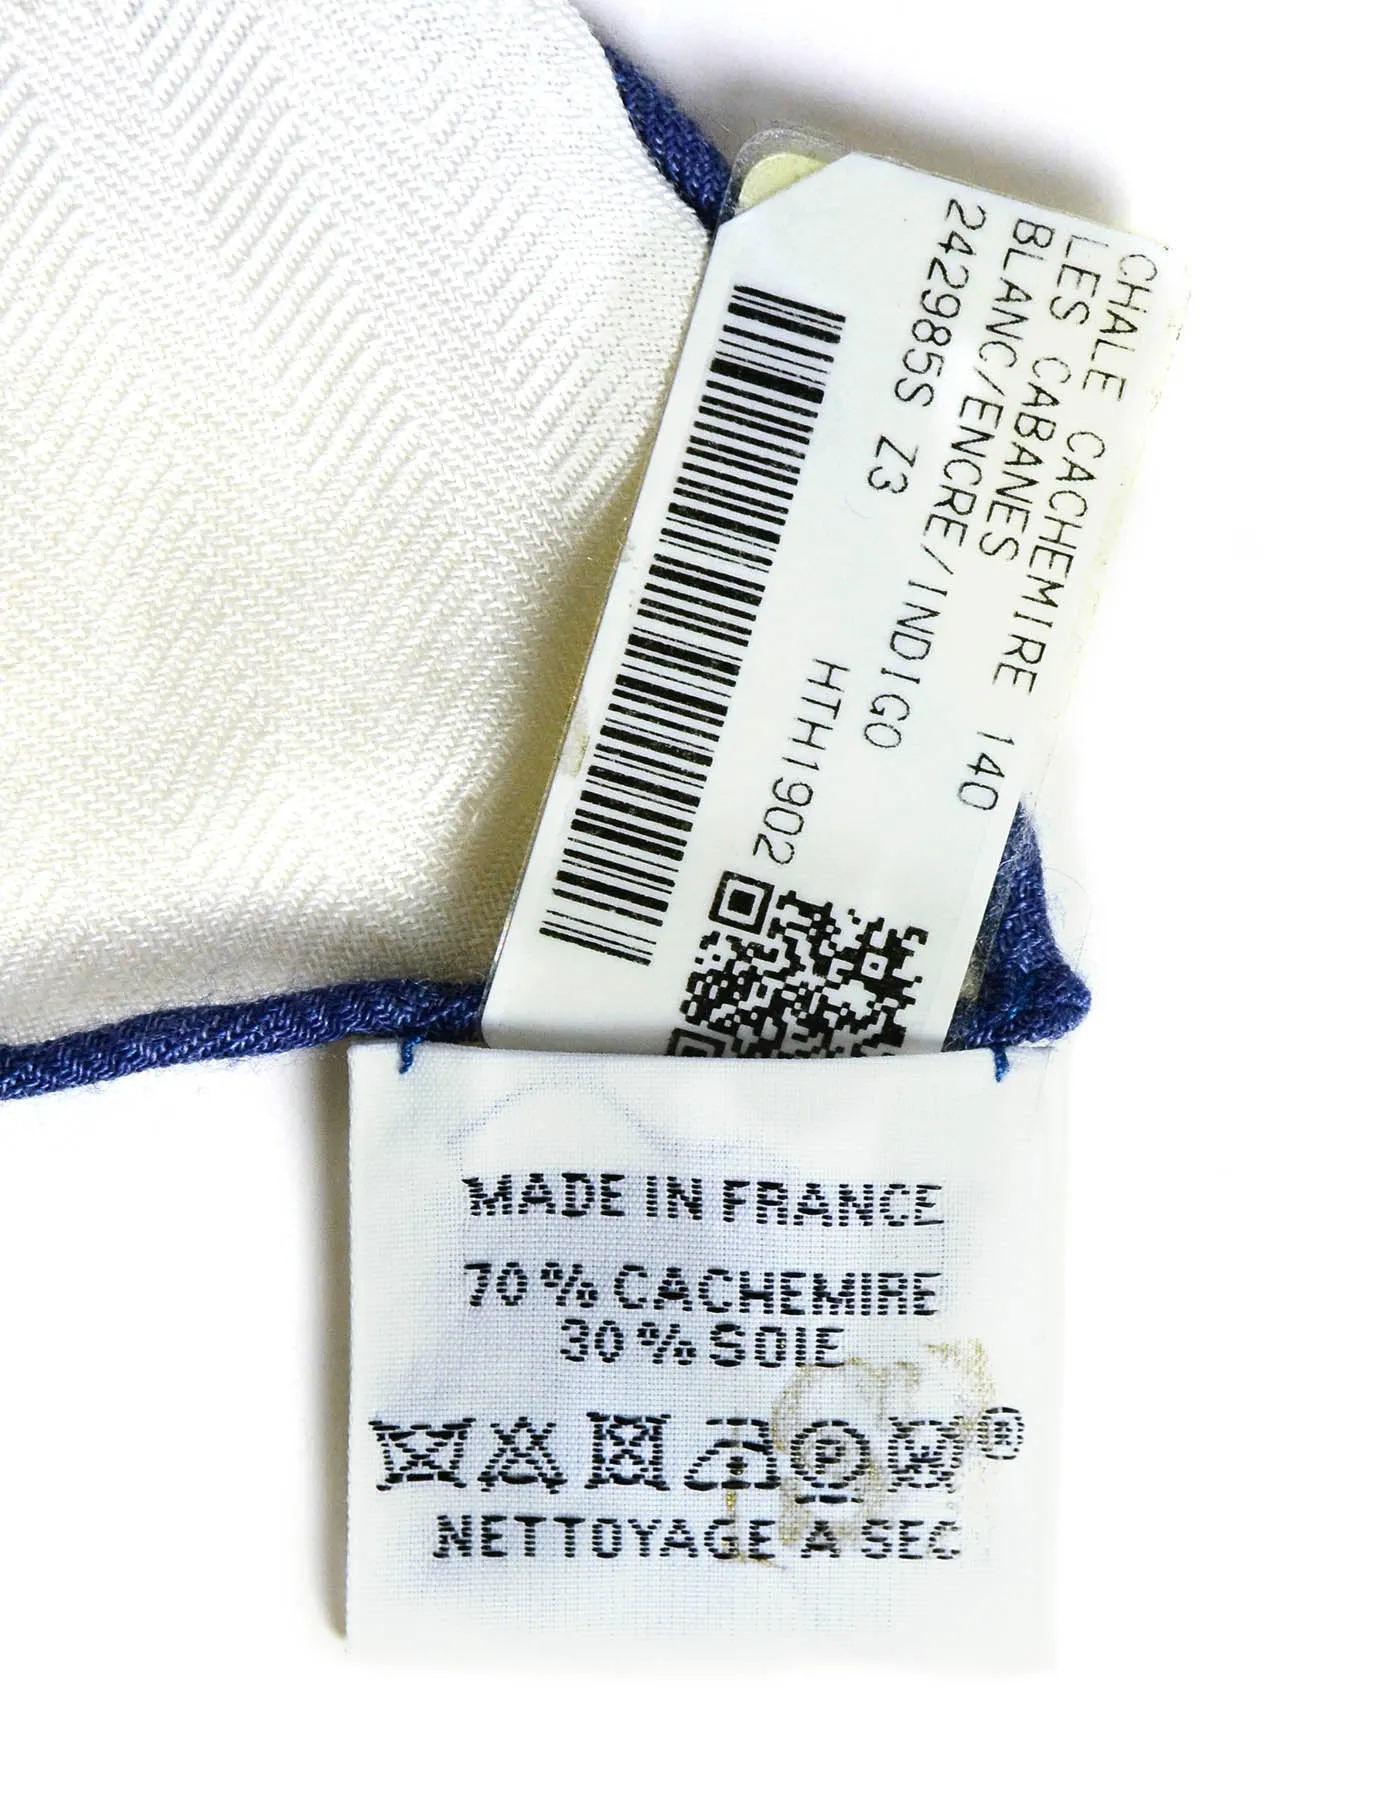 CHALE CACHEMIRE 140
LES CABANES
BLANC/ENCRE/INDIGO
242985S Z3
HTH1902
MADE IN FRANCE
70% CACHEMIRE
30% SOIE
P
W
®
NETTOYAGE A SEC